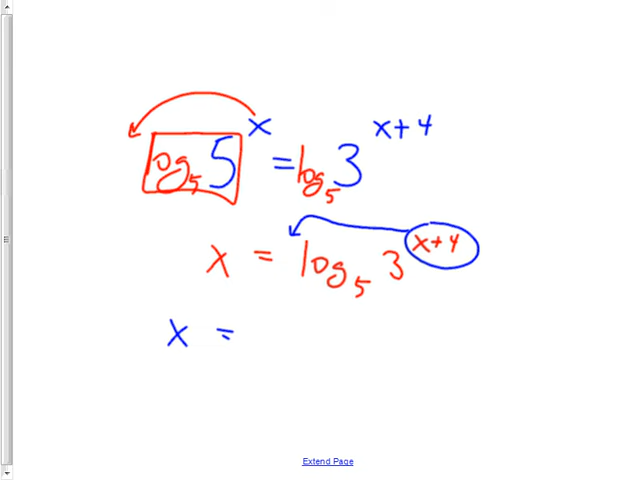 log₅ 5^x = log₅ 3^(x+4)
x = log₅ 3^(x+4)
x =
Extend Page